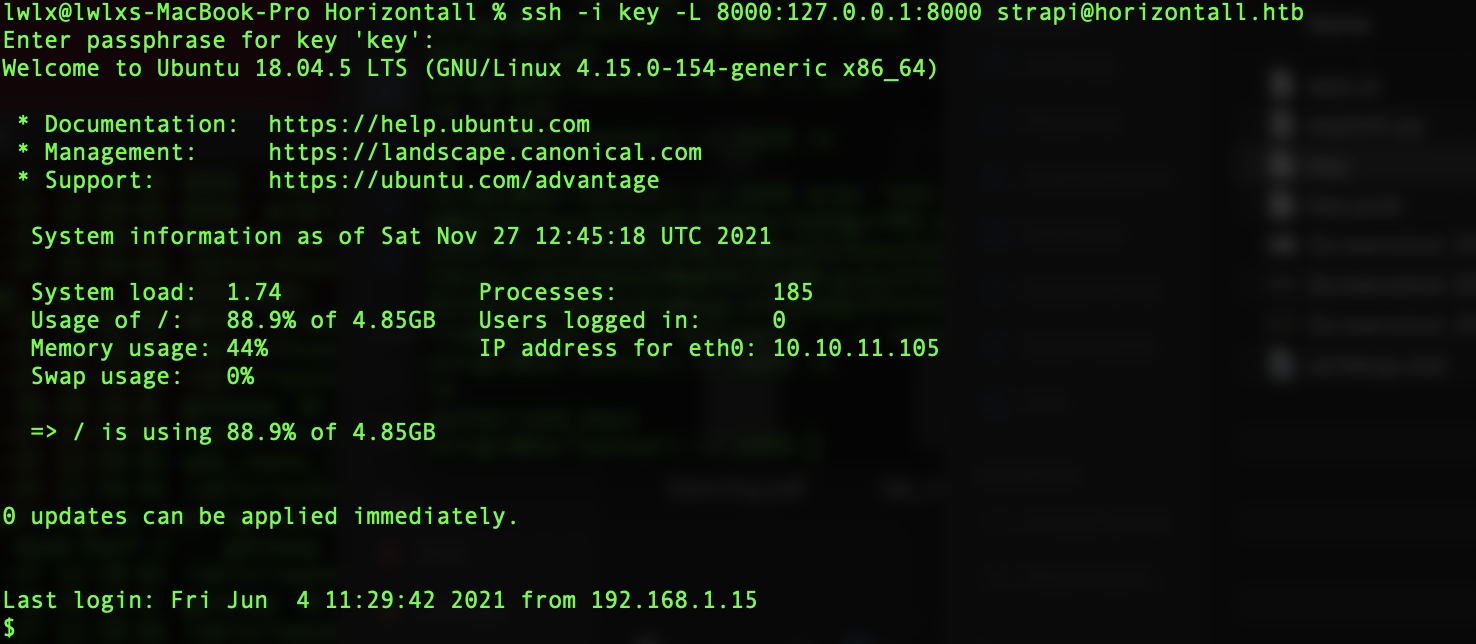 lwlx@lwlxs-MacBook-Pro Horizontall % ssh -i key -L 8000:127.0.0.1:8000 strapi@horizontall.htb
Enter passphrase for key 'key':
Welcome to Ubuntu 18.04.5 LTS (GNU/Linux 4.15.0-154-generic x86_64)

 * Documentation:  https://help.ubuntu.com
 * Management:     https://landscape.canonical.com
 * Support:        https://ubuntu.com/advantage

  System information as of Sat Nov 27 12:45:18 UTC 2021

  System load:  1.74              Processes:           185
  Usage of /:   88.9% of 4.85GB   Users logged in:     0
  Memory usage: 44%               IP address for eth0: 10.10.11.105
  Swap usage:   0%

  => / is using 88.9% of 4.85GB

0 updates can be applied immediately.

Last login: Fri Jun  4 11:29:42 2021 from 192.168.1.15
$